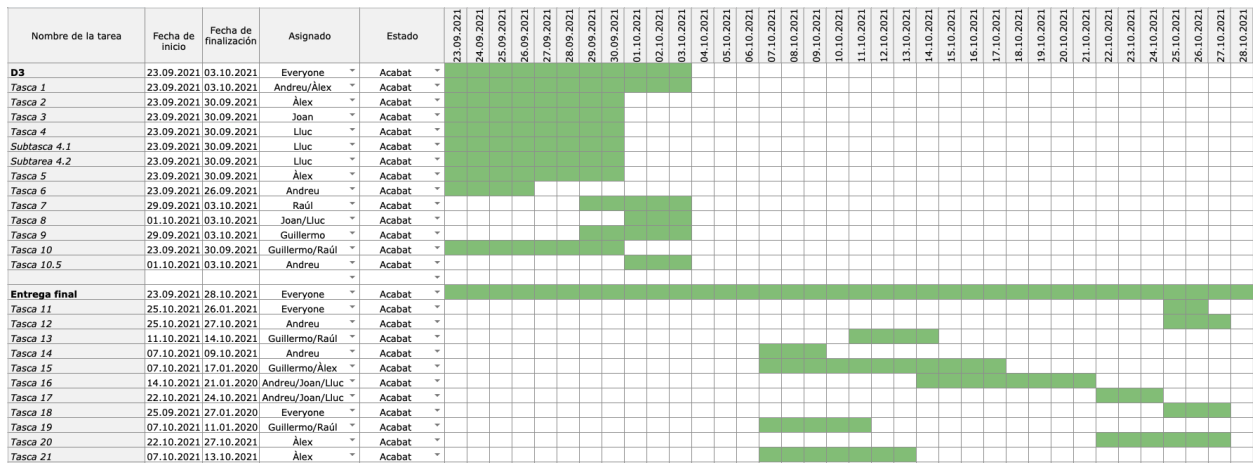 Nombre de la tarea Fecha de inicio Fecha de finalización Asignado Estado 23.09.2021 24.09.2021 25.09.2021 26.09.2021 27.09.2021 28.09.2021 29.09.2021 30.09.2021 01.10.2021 02.10.2021 03.10.2021 04.10.2021 05.10.2021 06.10.2021 07.10.2021 08.10.2021 09.10.2021 10.10.2021 11.10.2021 12.10.2021 13.10.2021 14.10.2021 15.10.2021 16.10.2021 17.10.2021 18.10.2021 19.10.2021 20.10.2021 21.10.2021 22.10.2021 23.10.2021 24.10.2021 25.10.2021 26.10.2021 27.10.2021 28.10.2021
D3 23.09.2021 03.10.2021 Everyone Acabat
Tasca 1 23.09.2021 03.10.2021 Andreu/Àlex Acabat
Tasca 2 23.09.2021 30.09.2021 Àlex Acabat
Tasca 3 23.09.2021 30.09.2021 Joan Acabat
Tasca 4 23.09.2021 30.09.2021 Lluc Acabat
Subtasca 4.1 23.09.2021 30.09.2021 Lluc Acabat
Subtarea 4.2 23.09.2021 30.09.2021 Lluc Acabat
Tasca 5 23.09.2021 30.09.2021 Àlex Acabat
Tasca 6 23.09.2021 26.09.2021 Andreu Acabat
Tasca 7 29.09.2021 03.10.2021 Raúl Acabat
Tasca 8 01.10.2021 03.10.2021 Joan/Lluc Acabat
Tasca 9 29.09.2021 03.10.2021 Guillermo Acabat
Tasca 10 23.09.2021 30.09.2021 Guillermo/Raúl Acabat
Tasca 10.5 01.10.2021 03.10.2021 Andreu Acabat
Entrega final 23.09.2021 28.10.2021 Everyone Acabat
Tasca 11 25.10.2021 26.01.2021 Everyone Acabat
Tasca 12 25.10.2021 27.10.2021 Andreu Acabat
Tasca 13 11.10.2021 14.10.2021 Guillermo/Raúl Acabat
Tasca 14 07.10.2021 09.10.2021 Andreu Acabat
Tasca 15 07.10.2021 17.01.2020 Guillermo/Àlex Acabat
Tasca 16 14.10.2021 21.01.2020 Andreu/Joan/Lluc Acabat
Tasca 17 22.10.2021 24.10.2021 Andreu/Joan/Lluc Acabat
Tasca 18 25.09.2021 27.01.2020 Everyone Acabat
Tasca 19 07.10.2021 11.01.2020 Guillermo/Raúl Acabat
Tasca 20 22.10.2021 27.10.2021 Àlex Acabat
Tasca 21 07.10.2021 13.10.2021 Àlex Acabat